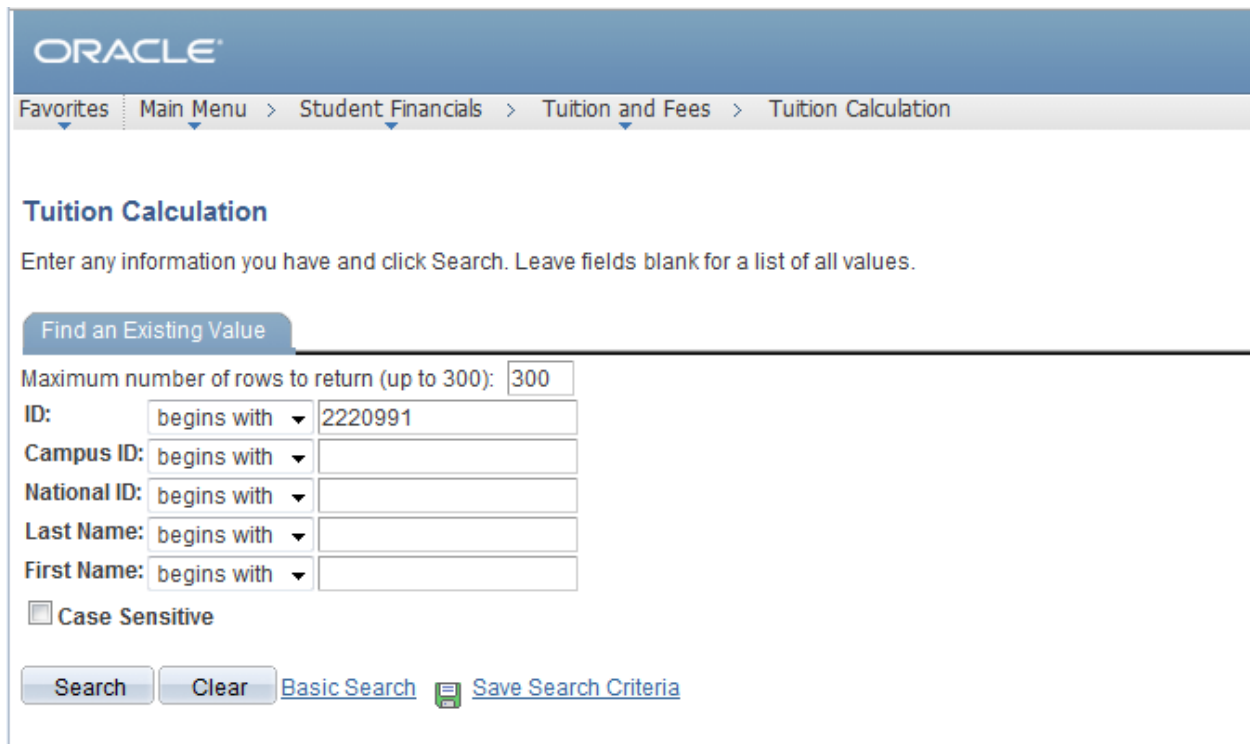 ORACLE
Favorites Main Menu > Student Financials > Tuition and Fees > Tuition Calculation
Tuition Calculation
Enter any information you have and click Search. Leave fields blank for a list of all values.
Find an Existing Value
Maximum number of rows to return (up to 300): 300
ID: begins with 2220991
Campus ID: begins with
National ID: begins with
Last Name: begins with
First Name: begins with
Case Sensitive
Search Clear Basic Search Save Search Criteria